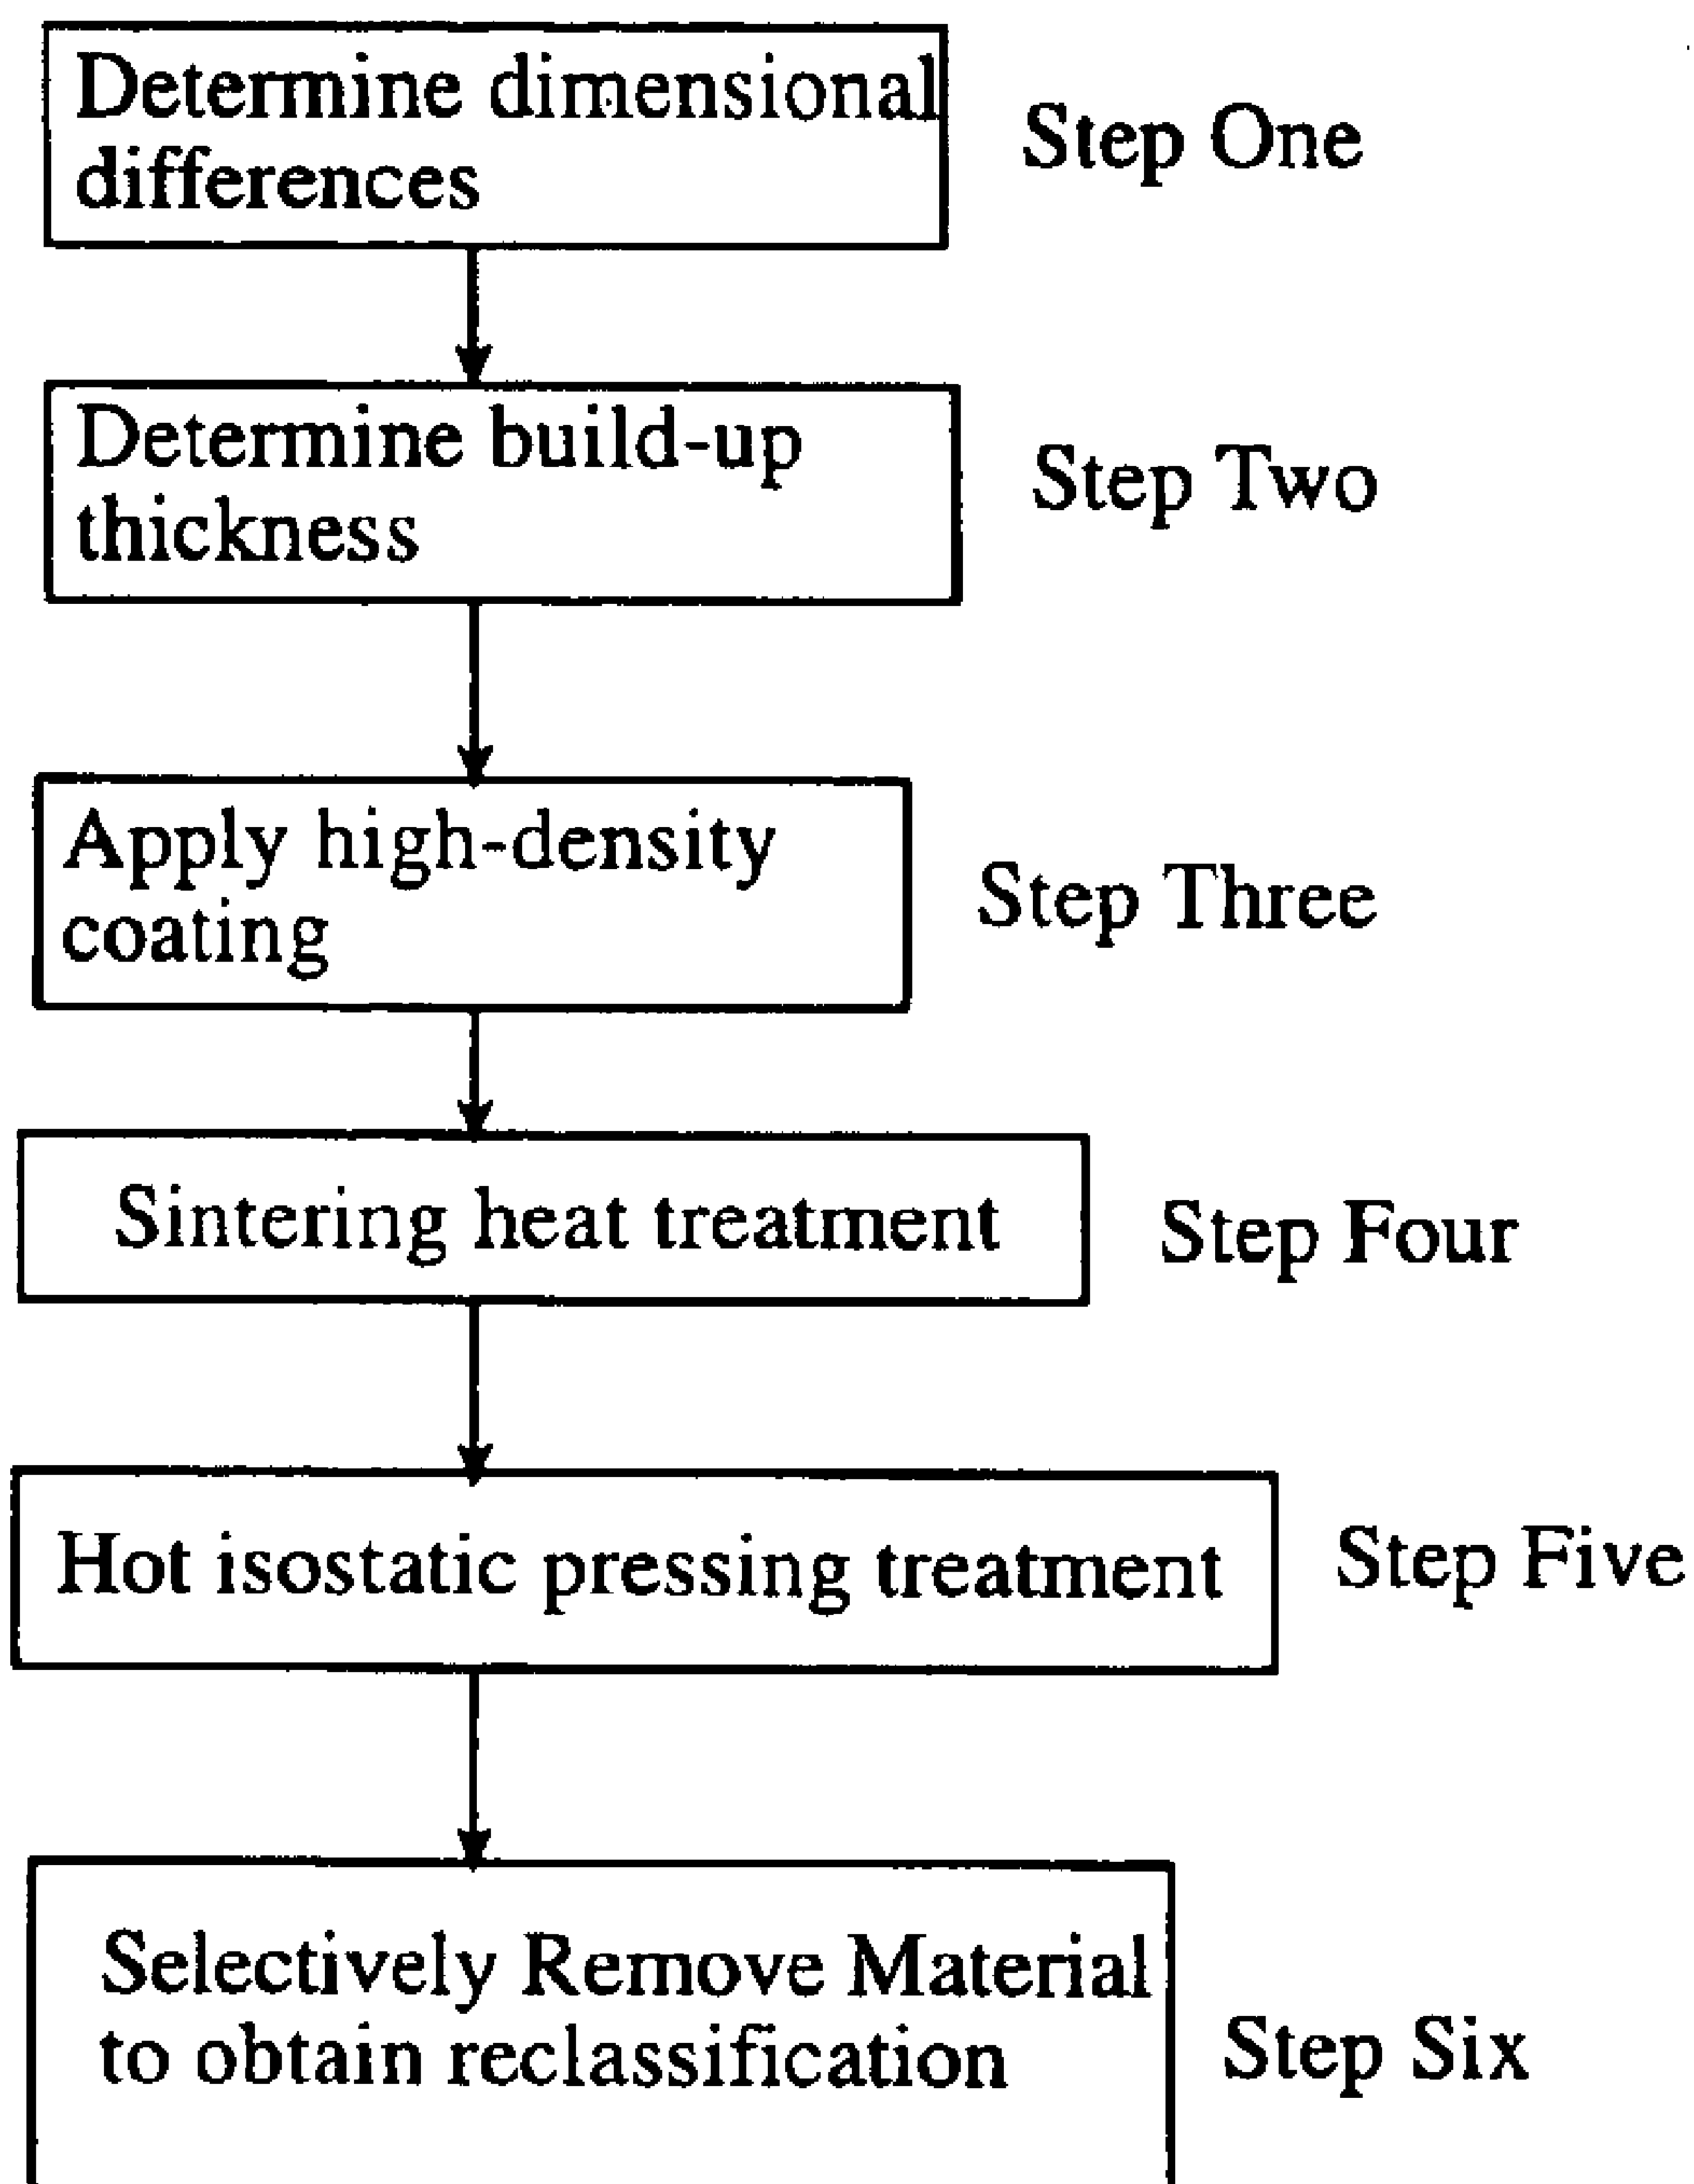 Determine dimensional
differences
Step One
Determine build-up
thickness
Step Two
Apply high-density
coating
Step Three
Sintering heat treatment
Step Four
Hot isostatic pressing treatment
Step Five
Selectively Remove Material
to obtain reclassification
Step Six